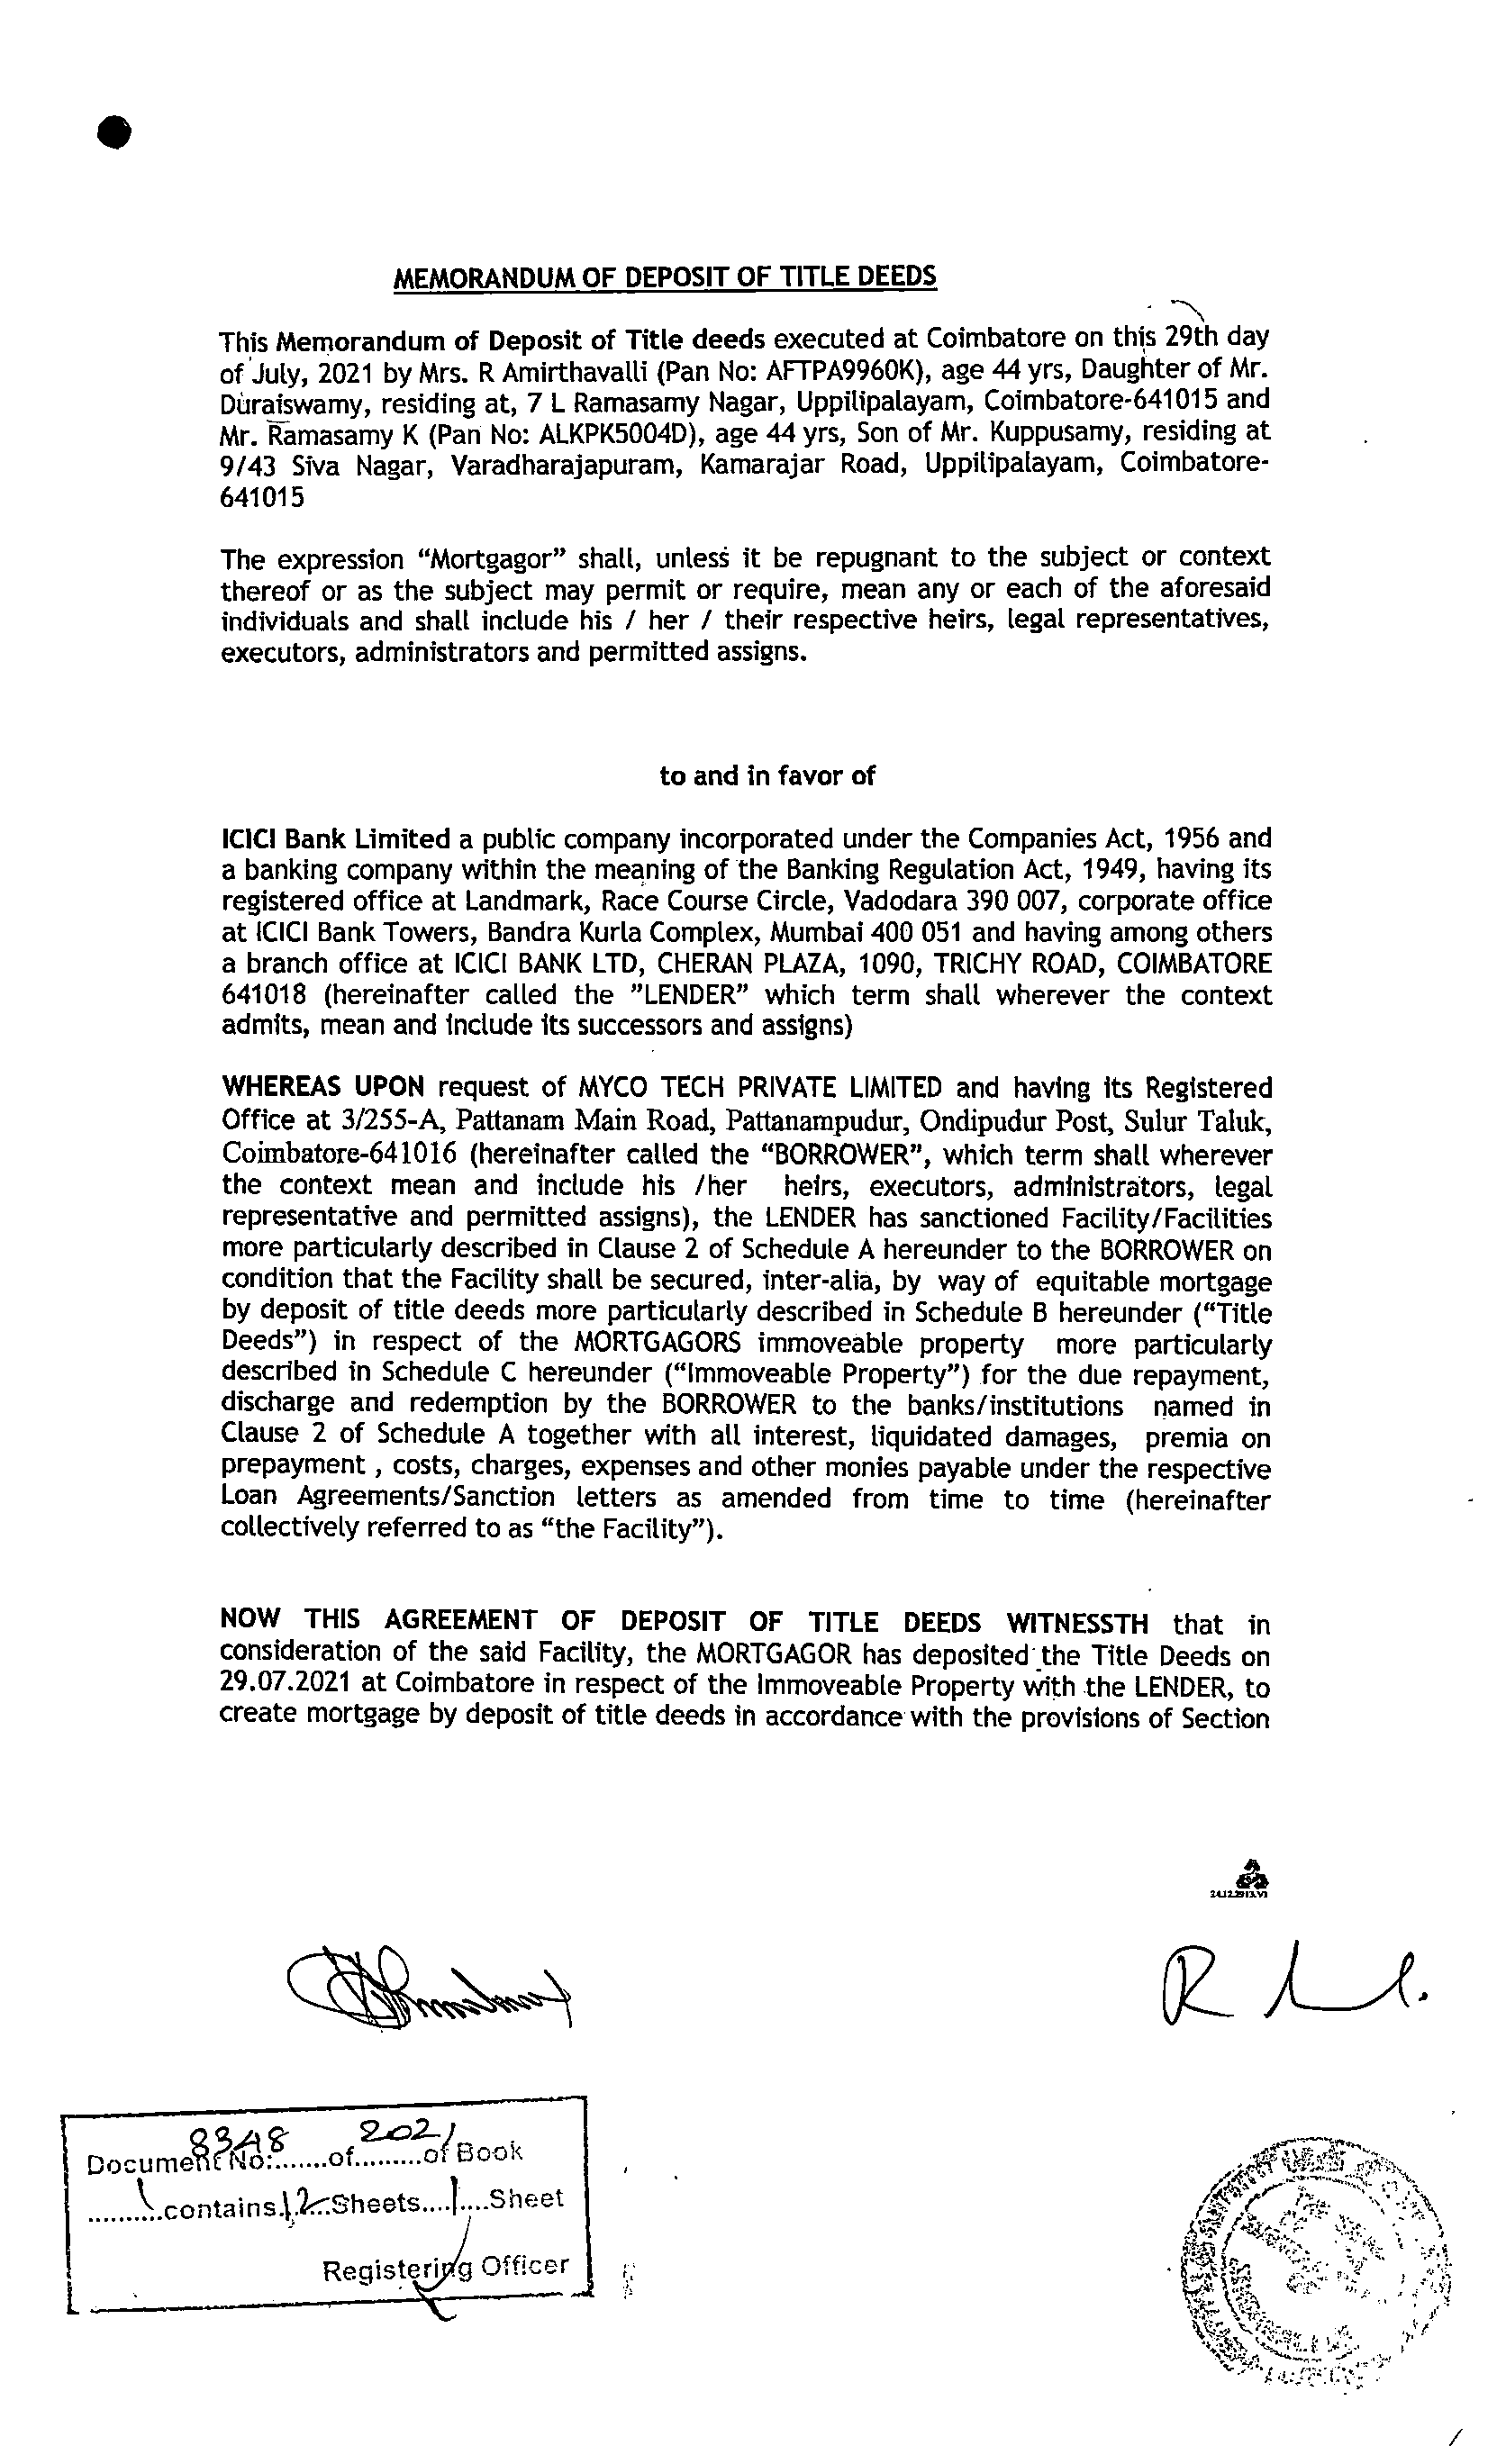 MEMORANDUM OF DEPOSIT OF TITLE DEEDS
This Memorandum of Deposit of Title deeds executed at Coimbatore on this 29th day
of July, 2021 by Mrs. R Amirthavalli (Pan No: AFTPA9960K), age 44 yrs, Daughter of Mr.
Duraiswamy, residing at, 7 L Ramasamy Nagar, Uppilipalayam, Coimbatore-641015 and
Mr. Ramasamy K (Pan No: ALKPK5004D), age 44 yrs, Son of Mr. Kuppusamy, residing at
9/43 Siva Nagar, Varadharajapuram, Kamarajar Road, Uppilipalayam, Coimbatore-
641015
The expression “Mortgagor” shall, unless it be repugnant to the subject or context
thereof or as the subject may permit or require, mean any or each of the aforesaid
individuals and shall include his / her / their respective heirs, legal representatives,
executors, administrators and permitted assigns.
to and in favor of
ICICI Bank Limited a public company incorporated under the Companies Act, 1956 and
a banking company within the meaning of the Banking Regulation Act, 1949, having its
registered office at Landmark, Race Course Circle, Vadodara 390 007, corporate office
at ICICI Bank Towers, Bandra Kurla Complex, Mumbai 400 051 and having among others
a branch office at ICICI BANK LTD, CHERAN PLAZA, 1090, TRICHY ROAD, COIMBATORE
641018 (hereinafter called the ”LENDER” which term shall wherever the context
admits, mean and include its successors and assigns)
WHEREAS UPON request of MYCO TECH PRIVATE LIMITED and having its Registered
Office at 3/255-A, Pattanam Main Road, Pattanampudur, Ondipudur Post, Sulur Taluk,
Coimbatore-641016 (hereinafter called the “BORROWER”, which term shall wherever
the context mean and include his /her heirs, executors, administrators, legal
representative and permitted assigns), the LENDER has sanctioned Facility/Facilities
more particularly described in Clause 2 of Schedule A hereunder to the BORROWER on
condition that the Facility shall be secured, inter-alia, by way of equitable mortgage
by deposit of title deeds more particularly described in Schedule B hereunder (“Title
Deeds”) in respect of the MORTGAGORS immoveable property more particularly
described in Schedule C hereunder (“Immoveable Property”) for the due repayment,
discharge and redemption by the BORROWER to the banks/institutions named in
Clause 2 of Schedule A together with all interest, liquidated damages, premia on
prepayment , costs, charges, expenses and other monies payable under the respective
Loan Agreements/Sanction letters as amended from time to time (hereinafter
collectively referred to as “the Facility”).
NOW THIS AGREEMENT OF DEPOSIT OF TITLE DEEDS WITNESSTH that in
consideration of the said Facility, the MORTGAGOR has deposited the Title Deeds on
29.07.2021 at Coimbatore in respect of the Immoveable Property with the LENDER, to
create mortgage by deposit of title deeds in accordance with the provisions of Section
Document No:8348 of 2021 of Book
1 contains 12 Sheets 1 Sheet
Registering Officer